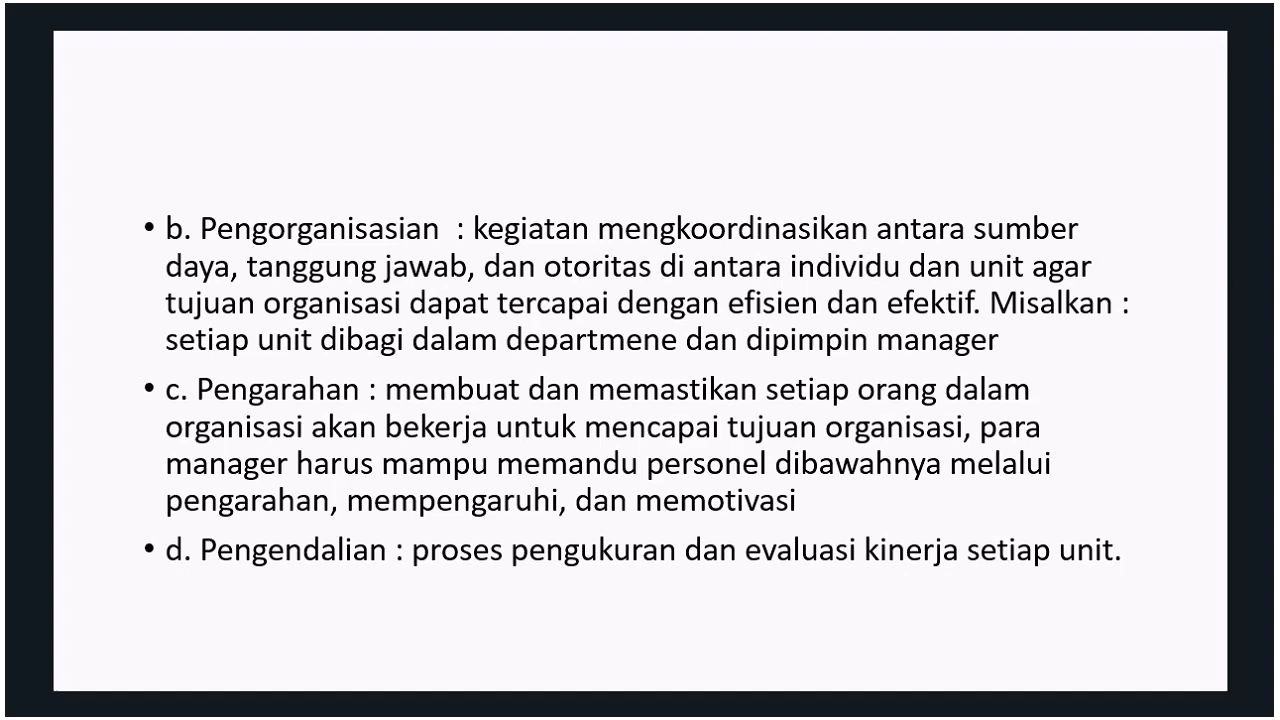 • b. Pengorganisasian  : kegiatan mengkoordinasikan antara sumber
daya, tanggung jawab, dan otoritas di antara individu dan unit agar
tujuan organisasi dapat tercapai dengan efisien dan efektif. Misalkan :
setiap unit dibagi dalam departmene dan dipimpin manager
• c. Pengarahan : membuat dan memastikan setiap orang dalam
organisasi akan bekerja untuk mencapai tujuan organisasi, para
manager harus mampu memandu personel dibawahnya melalui
pengarahan, mempengaruhi, dan memotivasi
• d. Pengendalian : proses pengukuran dan evaluasi kinerja setiap unit.